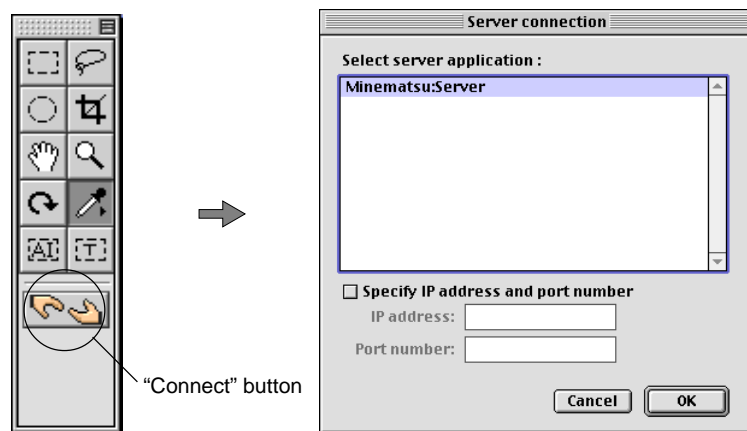 AI
T
“Connect” button
Server connection
Select server application :
Minematsu:Server
Specify IP address and port number
IP address:
Port number:
Cancel
OK